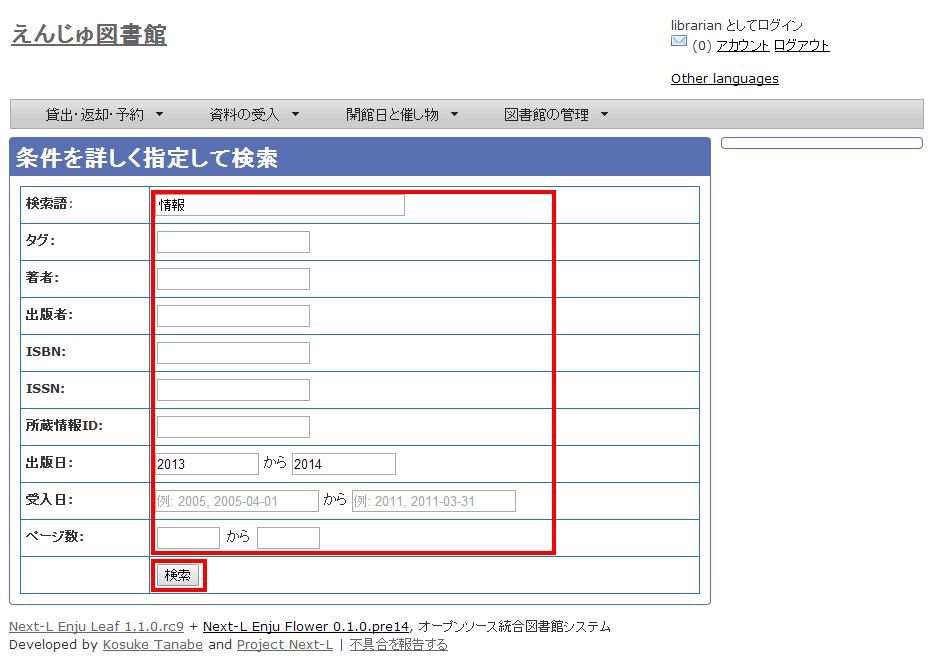 えんじゅ図書館
librarian としてログイン
(0) アカウント ログアウト
Other languages
貸出・返却・予約 ▼ 資料の受入 ▼ 開館日と催し物 ▼ 図書館の管理 ▼
条件を詳しく指定して検索
検索語: 情報
タグ:
著者:
出版者:
ISBN:
ISSN:
所蔵情報ID:
出版日: 2013 から 2014
受入日: 例: 2005, 2005-04-01 から 例: 2011, 2011-03-31
ページ数: から
検索
Next-L Enju Leaf 1.1.0.rc9 + Next-L Enju Flower 0.1.0.pre14, オープンソース統合図書館システム
Developed by Kosuke Tanabe and Project Next-L | 不具合を報告する